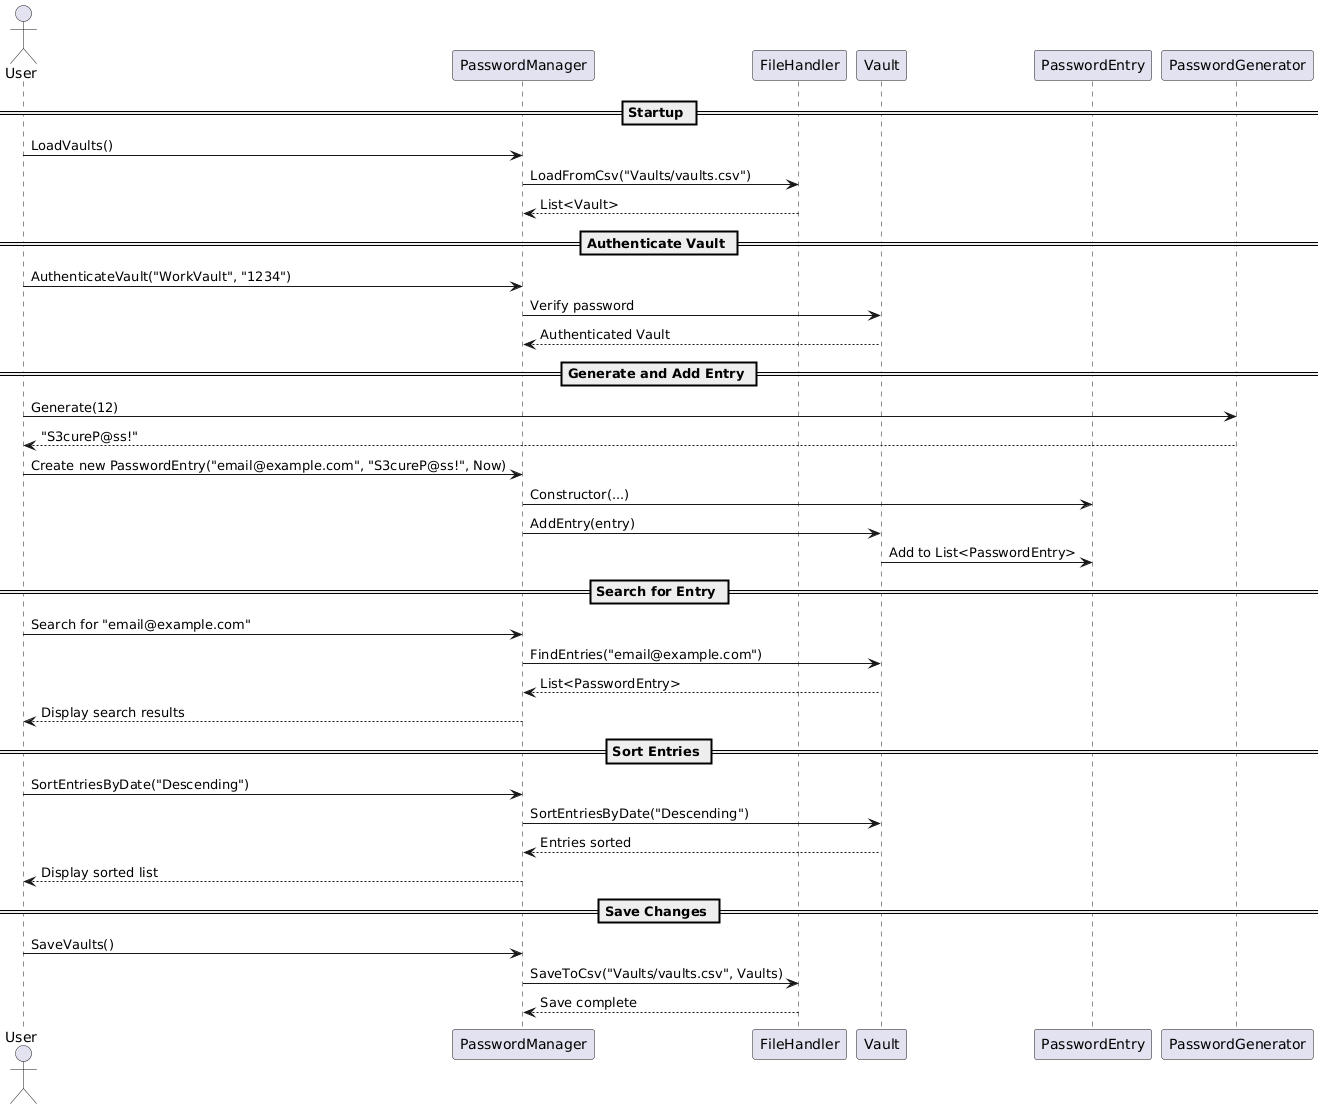 User
PasswordManager
FileHandler
Vault
PasswordEntry
PasswordGenerator
Startup
LoadVaults()
LoadFromCsv("Vaults/vaults.csv")
List<Vault>
Authenticate Vault
AuthenticateVault("WorkVault", "1234")
Verify password
Authenticated Vault
Generate and Add Entry
Generate(12)
"S3cureP@ss!"
Create new PasswordEntry("email@example.com", "S3cureP@ss!", Now)
Constructor(...)
AddEntry(entry)
Add to List<PasswordEntry>
Search for Entry
Search for "email@example.com"
FindEntries("email@example.com")
List<PasswordEntry>
Display search results
Sort Entries
SortEntriesByDate("Descending")
SortEntriesByDate("Descending")
Entries sorted
Display sorted list
Save Changes
SaveVaults()
SaveToCsv("Vaults/vaults.csv", Vaults)
Save complete
User
PasswordManager
FileHandler
Vault
PasswordEntry
PasswordGenerator